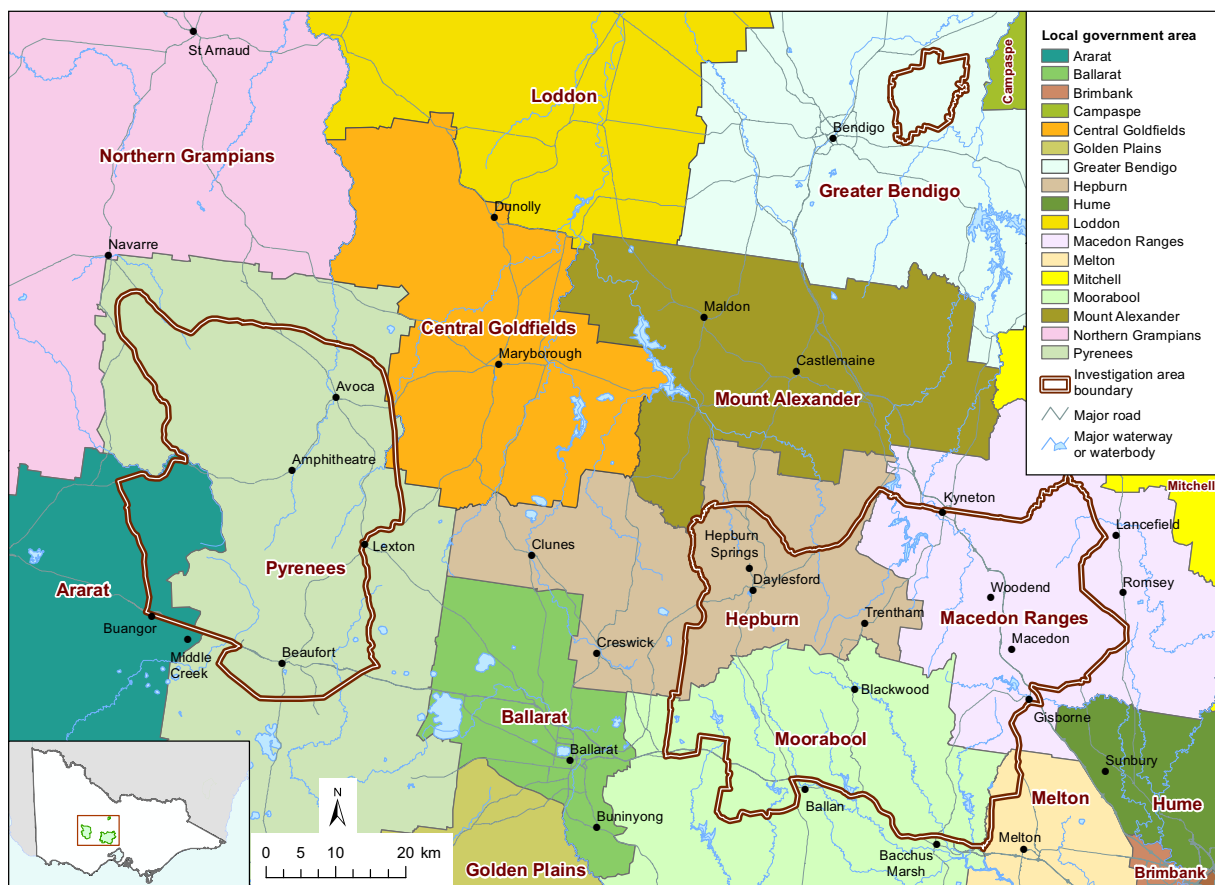 St Arnaud
Loddon
Campaspe
Bendigo
Northern Grampians
Greater Bendigo
Dunolly
Navarre
Maldon
Central Goldfields
Maryborough
Castlemaine
Avoca
Mount Alexander
Amphitheatre
Kyneton
Mitchell
Lancefield
Lexton
Clunes
Hepburn
Springs
Daylesford
Pyrenees
Ararat
Woodend
Romsey
Buangor
Trentham
Hepburn
Macedon Ranges
Middle
Creek
Beaufort
Creswick
Macedon
Blackwood
Gisborne
Ballarat
Moorabool
Ballarat
Sunbury
Ballan
Melton
Hume
Buninyong
Melton
Bacchus
Marsh
Golden Plains
Brimbank
N
0 5 10 20 km
Local government area
Ararat
Ballarat
Brimbank
Campaspe
Central Goldfields
Golden Plains
Greater Bendigo
Hepburn
Hume
Loddon
Macedon Ranges
Melton
Mitchell
Moorabool
Mount Alexander
Northern Grampians
Pyrenees
Investigation area
boundary
Major road
Major waterway
or waterbody